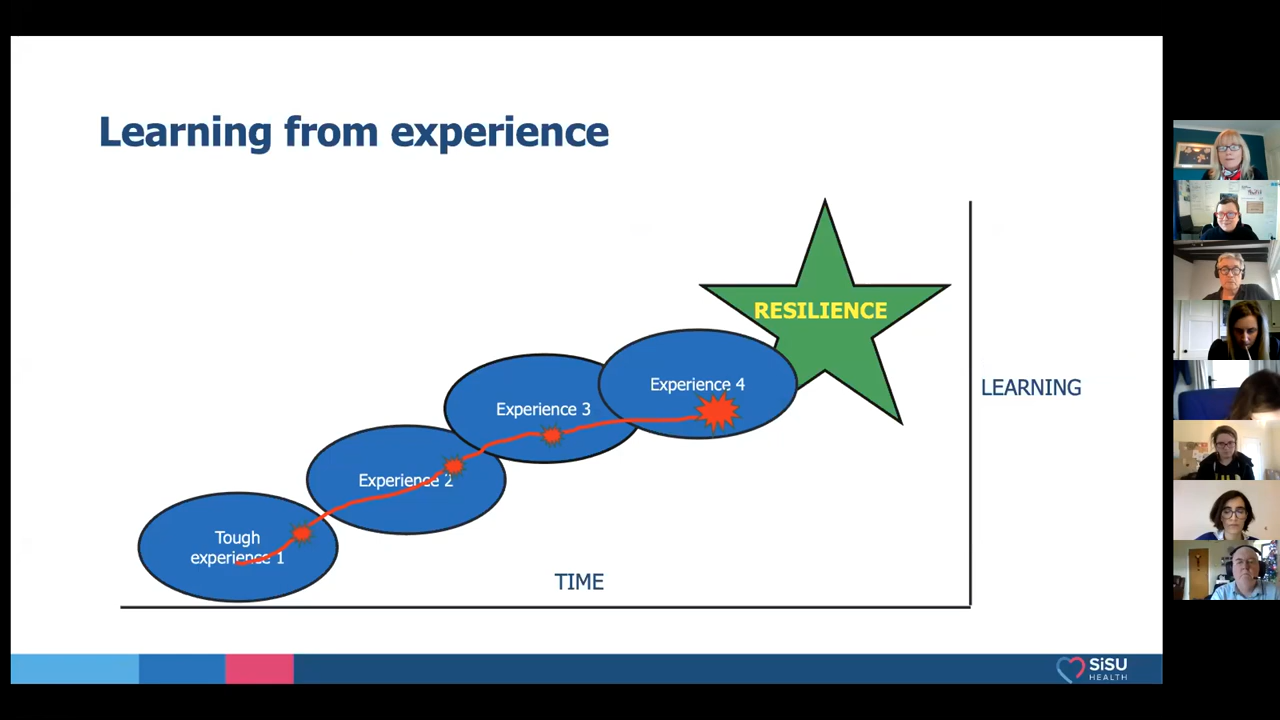 Learning from experience
RESILIENCE
Experience 4
LEARNING
Experience 3
Experience 2
Tough
experience 1
TIME
SiSU
HEALTH